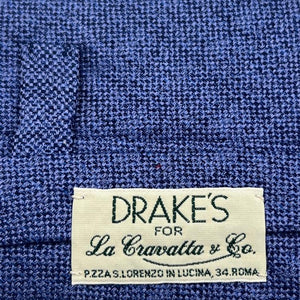 DRAKE'S
FOR
La Cravatta & Co.
P.ZZA S. LORENZO IN LUCINA, 34. ROMA